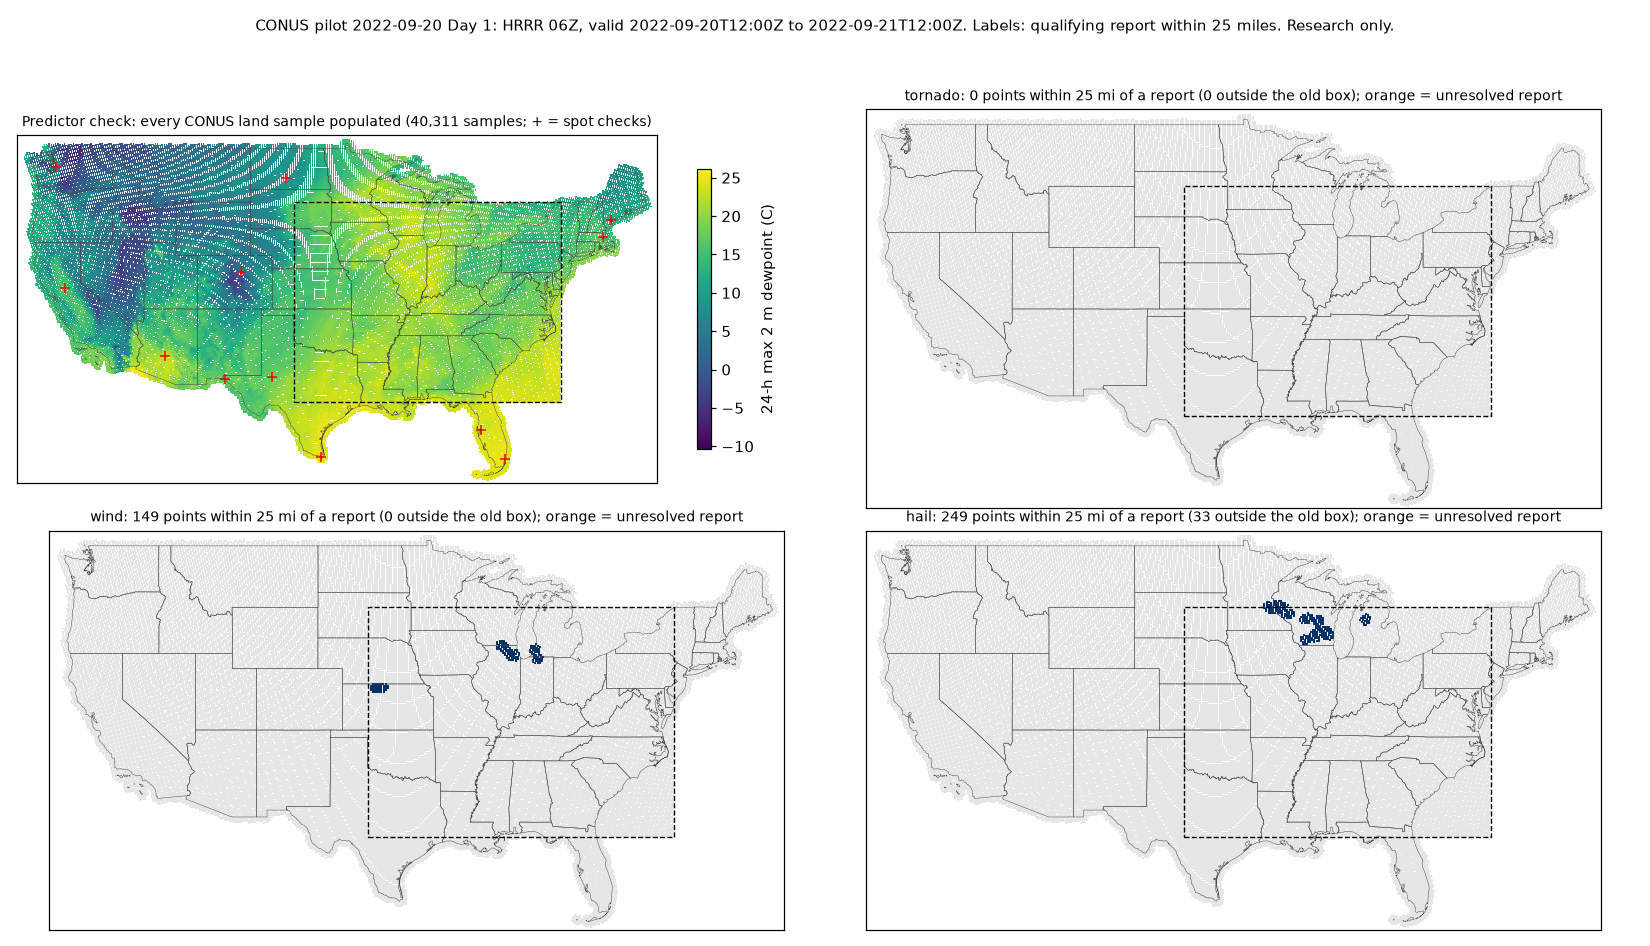 CONUS pilot 2022-09-20 Day 1: HRRR 06Z, valid 2022-09-20T12:00Z to 2022-09-21T12:00Z. Labels: qualifying report within 25 miles. Research only.
Predictor check: every CONUS land sample populated (40,311 samples; + = spot checks)
25
20
15
10
5
0
−5
−10
24-h max 2 m dewpoint (C)
tornado: 0 points within 25 mi of a report (0 outside the old box); orange = unresolved report
wind: 149 points within 25 mi of a report (0 outside the old box); orange = unresolved report
hail: 249 points within 25 mi of a report (33 outside the old box); orange = unresolved report